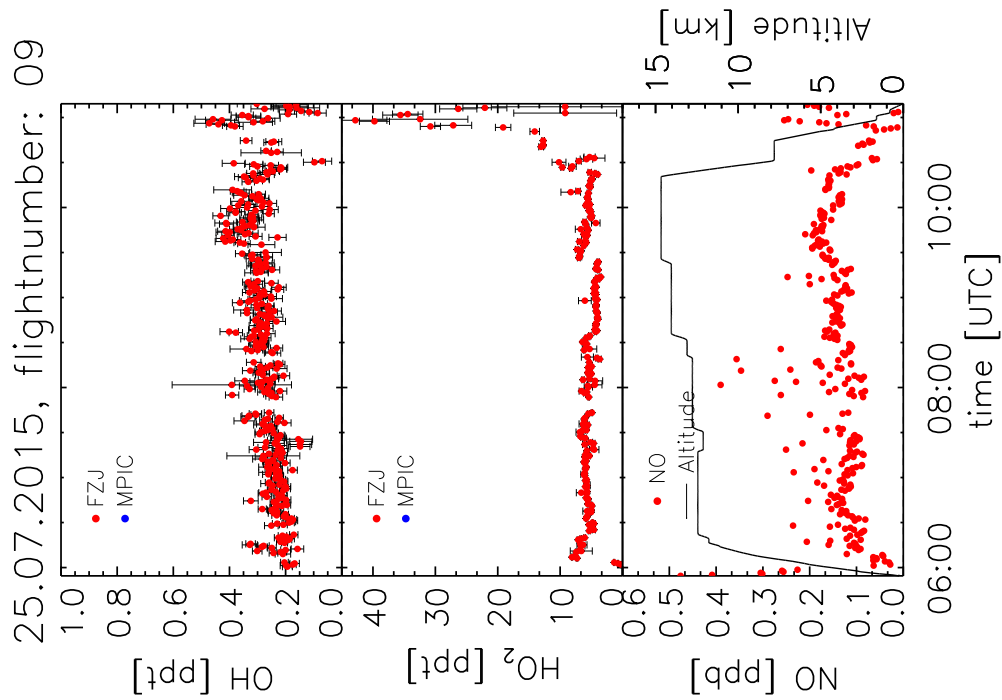 25.07.2015, flightnumber: 09
OH [ppt]
1.0
0.8
0.6
0.4
0.2
0.0
FZJ
MPIC
HO2 [ppt]
40
30
20
10
0
FZJ
MPIC
NO [ppb]
0.6
0.5
0.4
0.3
0.2
0.1
0.0
NO
Altitude
15
12
8
4
0
Altitude
[km]
06:00
08:00
10:00
time [UTC]